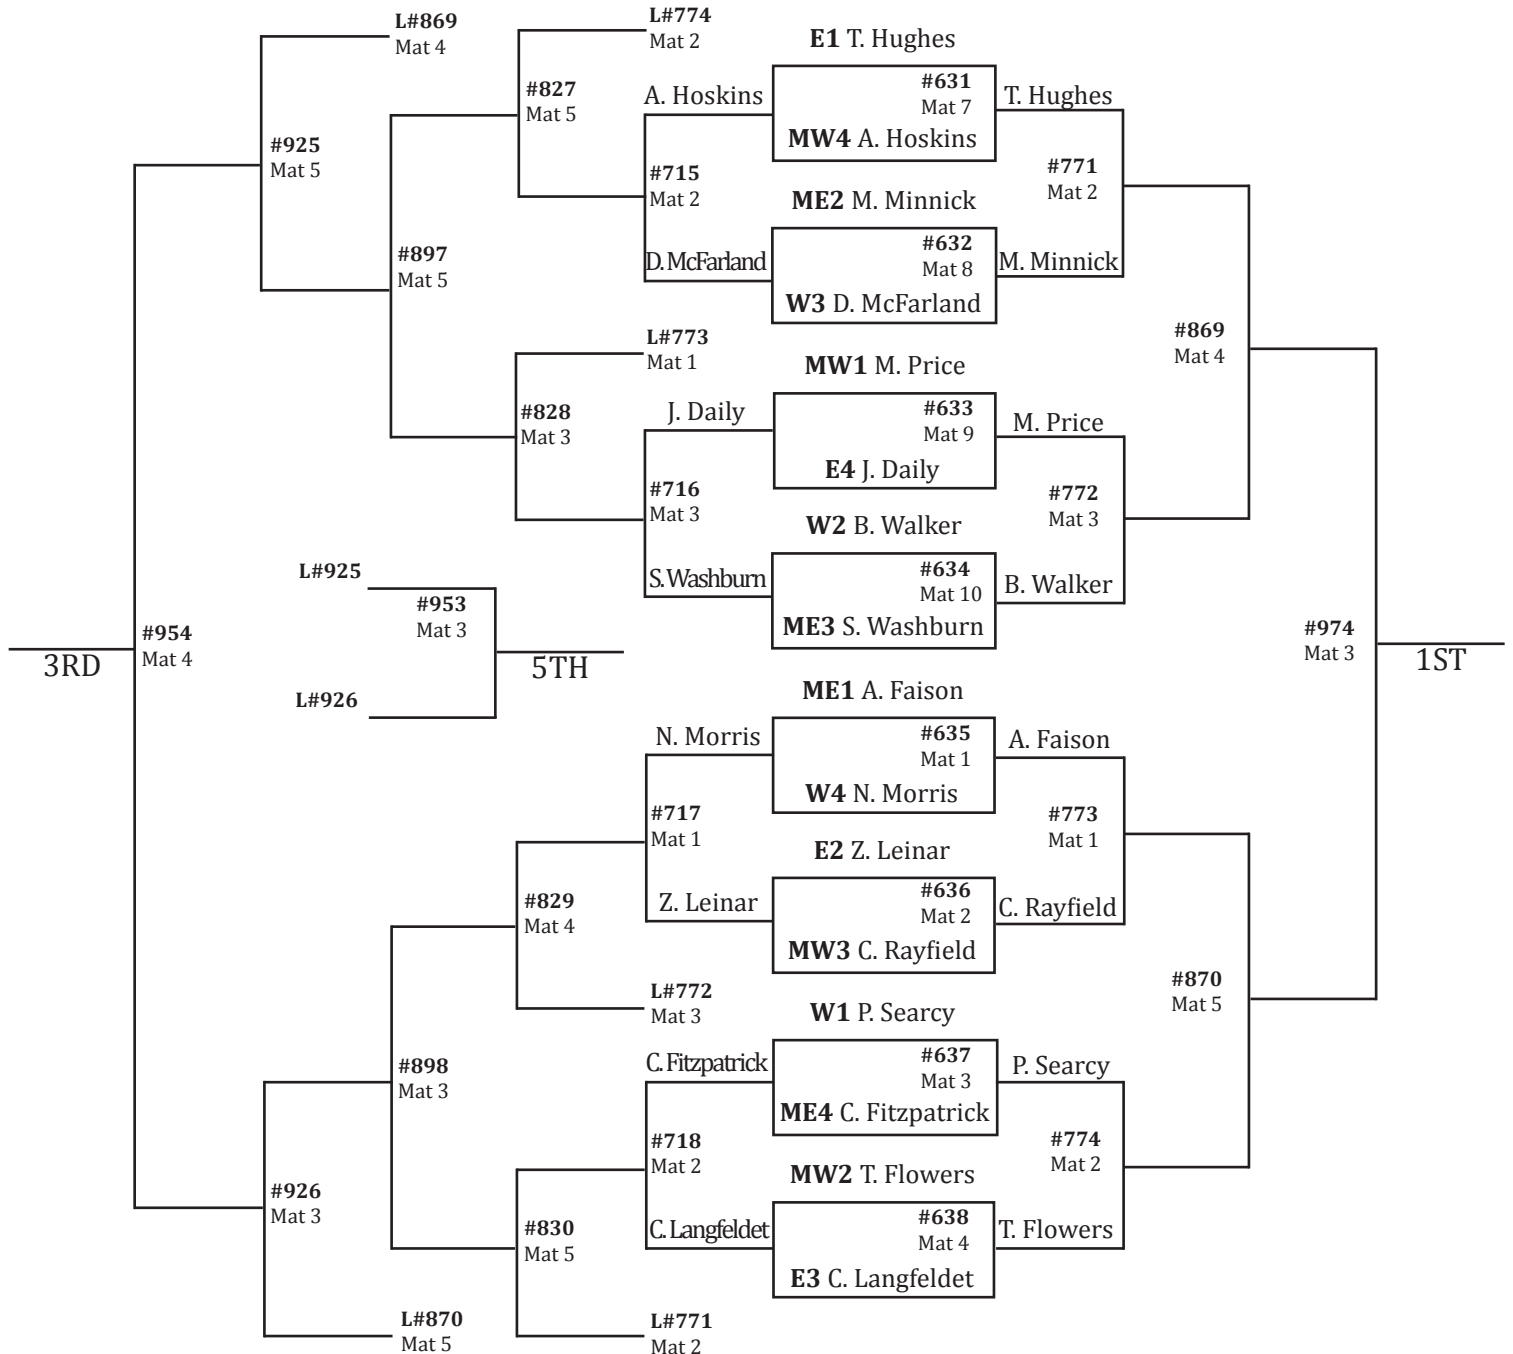 L#869
Mat 4
L#774
Mat 2
E1 T. Hughes
#827
Mat 5
A. Hoskins
#631
Mat 7
T. Hughes
MW4 A. Hoskins
#925
Mat 5
#715
Mat 2
#771
Mat 2
ME2 M. Minnick
#897
Mat 5
D. McFarland
#632
Mat 8
M. Minnick
W3 D. McFarland
L#773
Mat 1
#869
Mat 4
MW1 M. Price
#828
Mat 3
J. Daily
#633
Mat 9
M. Price
E4 J. Daily
#716
Mat 3
#772
Mat 3
W2 B. Walker
L#925
S. Washburn
#634
Mat 10
B. Walker
#953
Mat 3
ME3 S. Washburn
#954
Mat 4
3RD
5TH
#974
Mat 3
1ST
L#926
ME1 A. Faison
N. Morris
#635
Mat 1
A. Faison
W4 N. Morris
#717
Mat 1
#773
Mat 1
E2 Z. Leinar
#829
Mat 4
Z. Leinar
#636
Mat 2
C. Rayfield
MW3 C. Rayfield
L#772
Mat 3
#870
Mat 5
W1 P. Searcy
#898
Mat 3
C. Fitzpatrick
#637
Mat 3
P. Searcy
ME4 C. Fitzpatrick
#718
Mat 2
#774
Mat 2
MW2 T. Flowers
#926
Mat 3
#830
Mat 5
C. Langfeldet
#638
Mat 4
T. Flowers
E3 C. Langfeldet
L#870
Mat 5
L#771
Mat 2